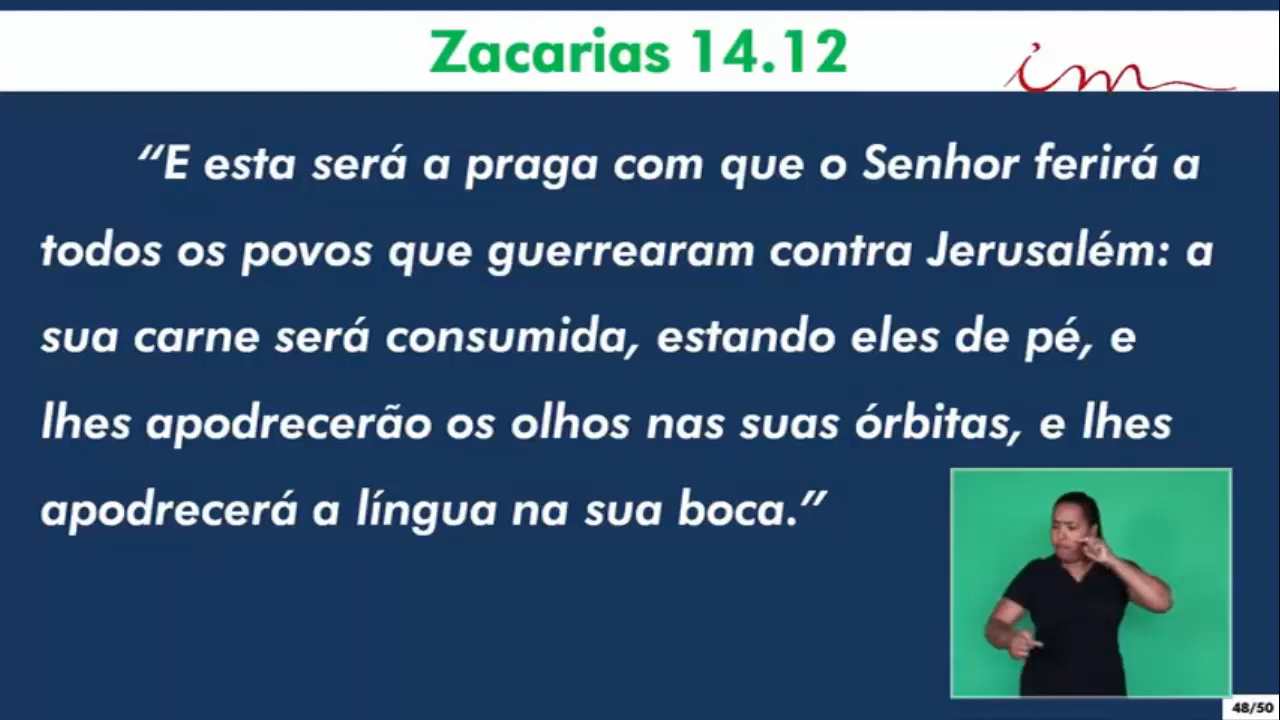 Zacarias 14.12
im
“E esta será a praga com que o Senhor ferirá a
todos os povos que guerrearam contra Jerusalém: a
sua carne será consumida, estando eles de pé, e
lhes apodrecerão os olhos nas suas órbitas, e lhes
apodrecerá a língua na sua boca.”
48/50